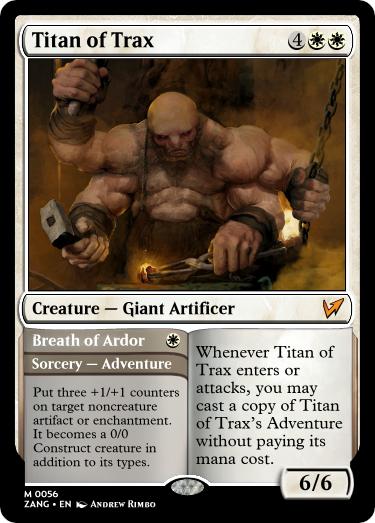 Titan of Trax 4
Creature — Giant Artificer
Breath of Ardor
Sorcery — Adventure
Put three +1/+1 counters
on target noncreature
artifact or enchantment.
It becomes a 0/0
Construct creature in
addition to its types.
Whenever Titan of
Trax enters or
attacks, you may
cast a copy of Titan
of Trax's Adventure
without paying its
mana cost.
6/6
M 0056
ZANG • EN Andrew Rimbo